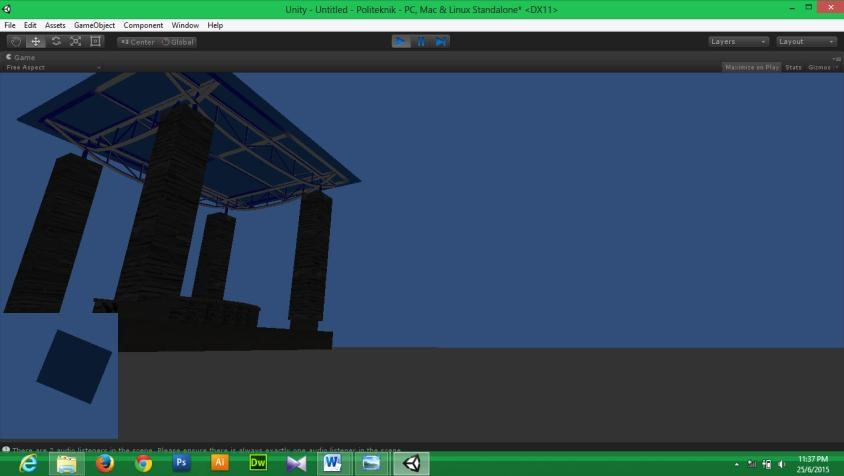 Unity - Untitled - Politeknik - PC, Mac & Linux Standalone* <DX11>
File Edit Assets GameObject Component Window Help
Center Global Layers Layout
Game
Free Aspect Maximize on Play Stats Gizmos
There are 2 audio listeners in the scene. Please ensure there is always exactly one audio listener in the scene.
Ps Ai Dw W
11:37 PM
25/6/2015